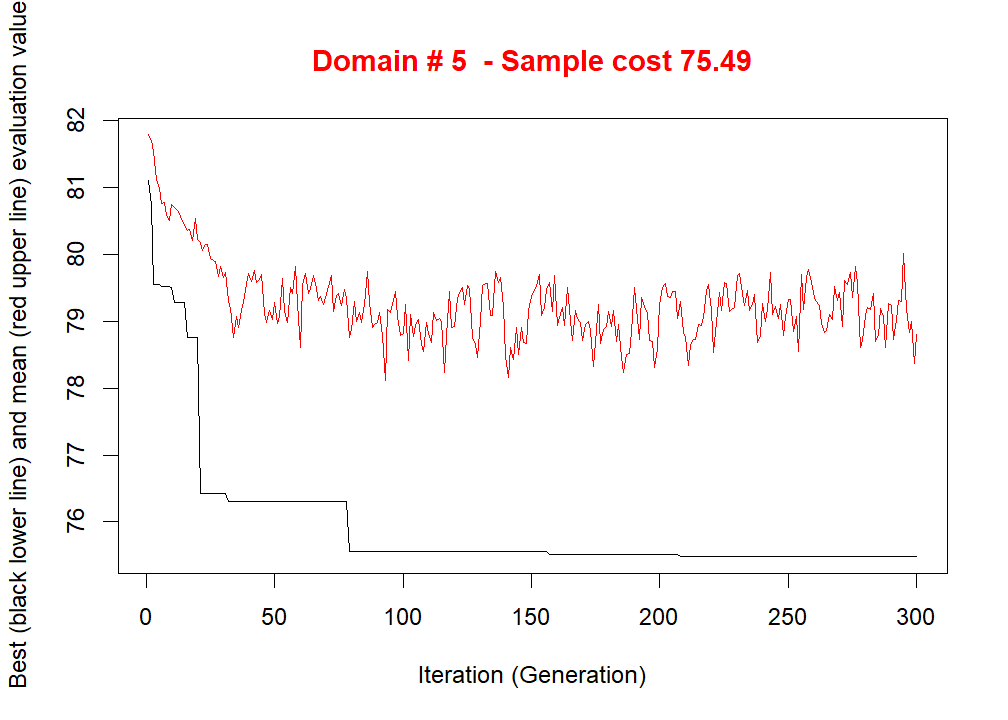 Domain # 5  - Sample cost 75.49
Best (black lower line) and mean (red upper line) evaluation value
82
81
80
79
78
77
76
0 50 100 150 200 250 300
Iteration (Generation)